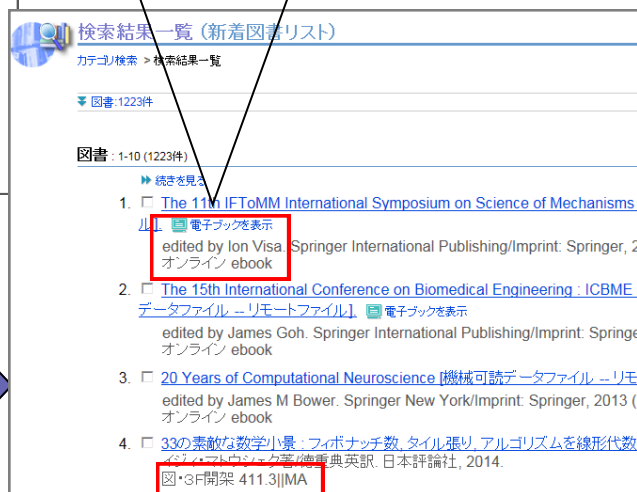 検索結果一覧 (新着図書リスト)
カテゴリ検索 > 検索結果一覧
図書:1223件
図書 : 1-10 (1223件)
続きを見る
1. The 11th IFToMM International Symposium on Science of Mechanisms
ル]. 電子ブックを表示
edited by Ion Visa. Springer International Publishing/Imprint: Springer, 2
オンライン ebook
2. The 15th International Conference on Biomedical Engineering : ICBME
データファイル -- リモートファイル]. 電子ブックを表示
edited by James Goh. Springer International Publishing/Imprint: Springe
オンライン ebook
3. 20 Years of Computational Neuroscience [機械可読データファイル -- リモ
edited by James M Bower. Springer New York/Imprint: Springer, 2013 (
オンライン ebook
4. 33の素敵な数学小景 : フィボナッチ数, タイル張り, アルゴリズムを線形代数
イジィ・マトウシェク著/徳重典英訳. 日本評論社, 2014.
図・3F開架 411.3||MA